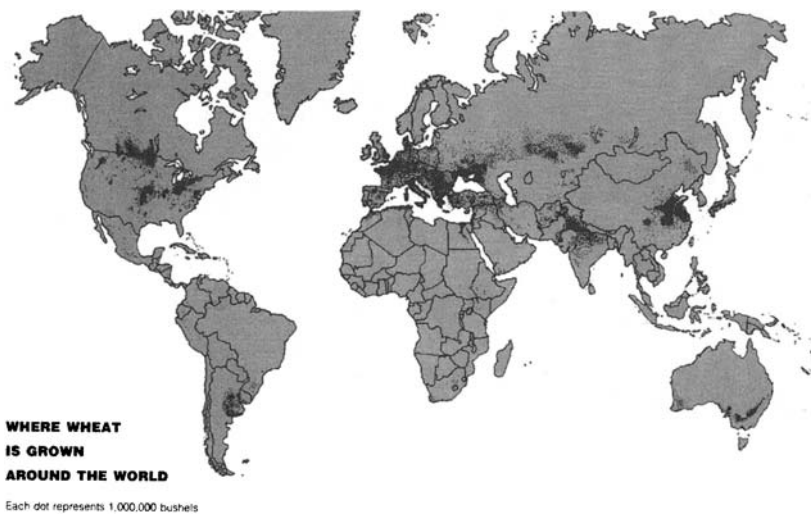 WHERE WHEAT
IS GROWN
AROUND THE WORLD
Each dot represents 1,000,000 bushels